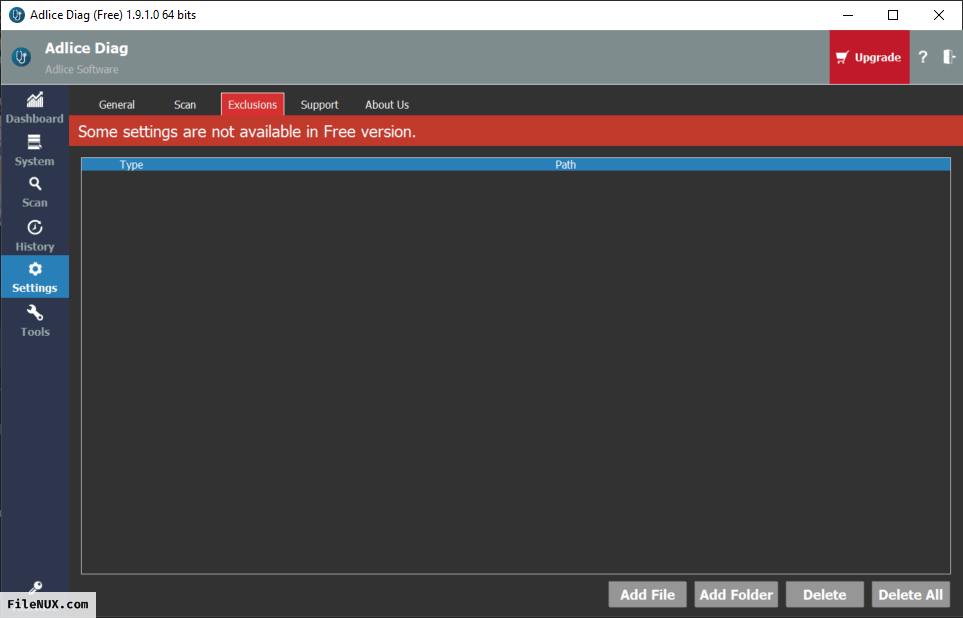 Adlice Diag (Free) 1.9.1.0 64 bits
Adlice Diag
Adlice Software
Upgrade
?
Dashboard
System
Scan
History
Settings
Tools
General Scan Exclusions Support About Us
Some settings are not available in Free version.
Type Path
Add File Add Folder Delete Delete All
FileNUX.com